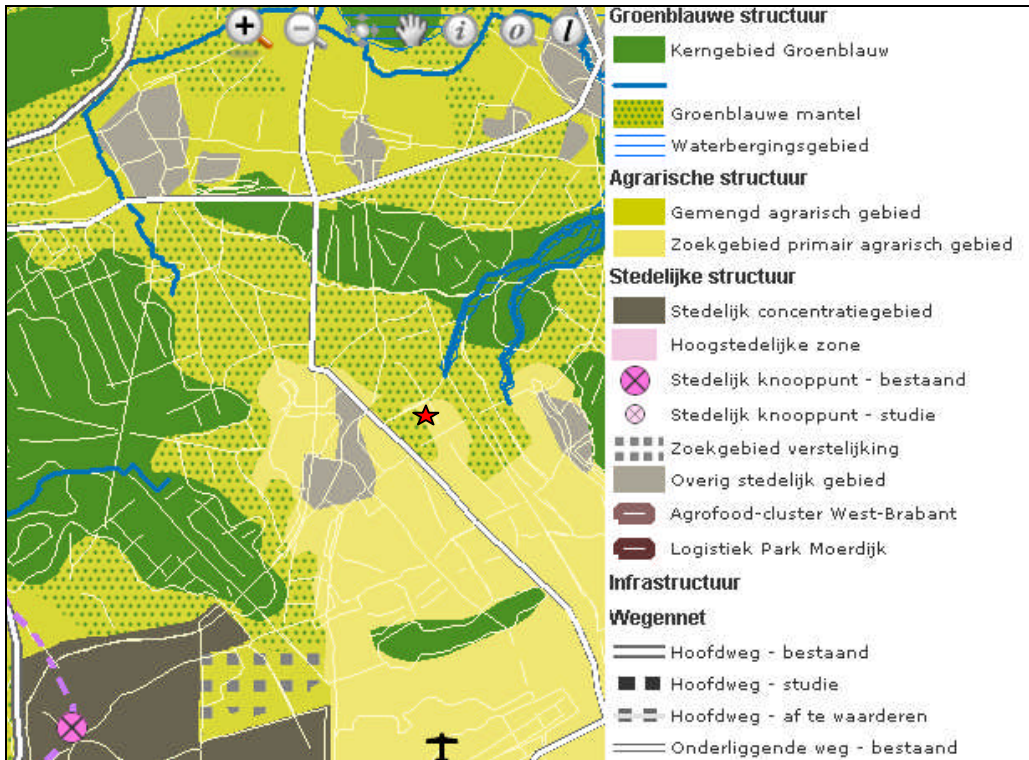 i
o
l
Groenblauwe structuur
Kerngebied Groenblauw
Groenblauwe mantel
Waterbergingsgebied
Agrarische structuur
Gemengd agrarisch gebied
Zoekgebied primair agrarisch gebied
Stedelijke structuur
Stedelijk concentratiegebied
Hoogstedelijke zone
Stedelijk knooppunt - bestaand
Stedelijk knooppunt - studie
Zoekgebied verstelijking
Overig stedelijk gebied
Agrofood-cluster West-Brabant
Logistiek Park Moerdijk
Infrastructuur
Wegennet
Hoofdweg - bestaand
Hoofdweg - studie
Hoofdweg - af te waarderen
Onderliggende weg - bestaand